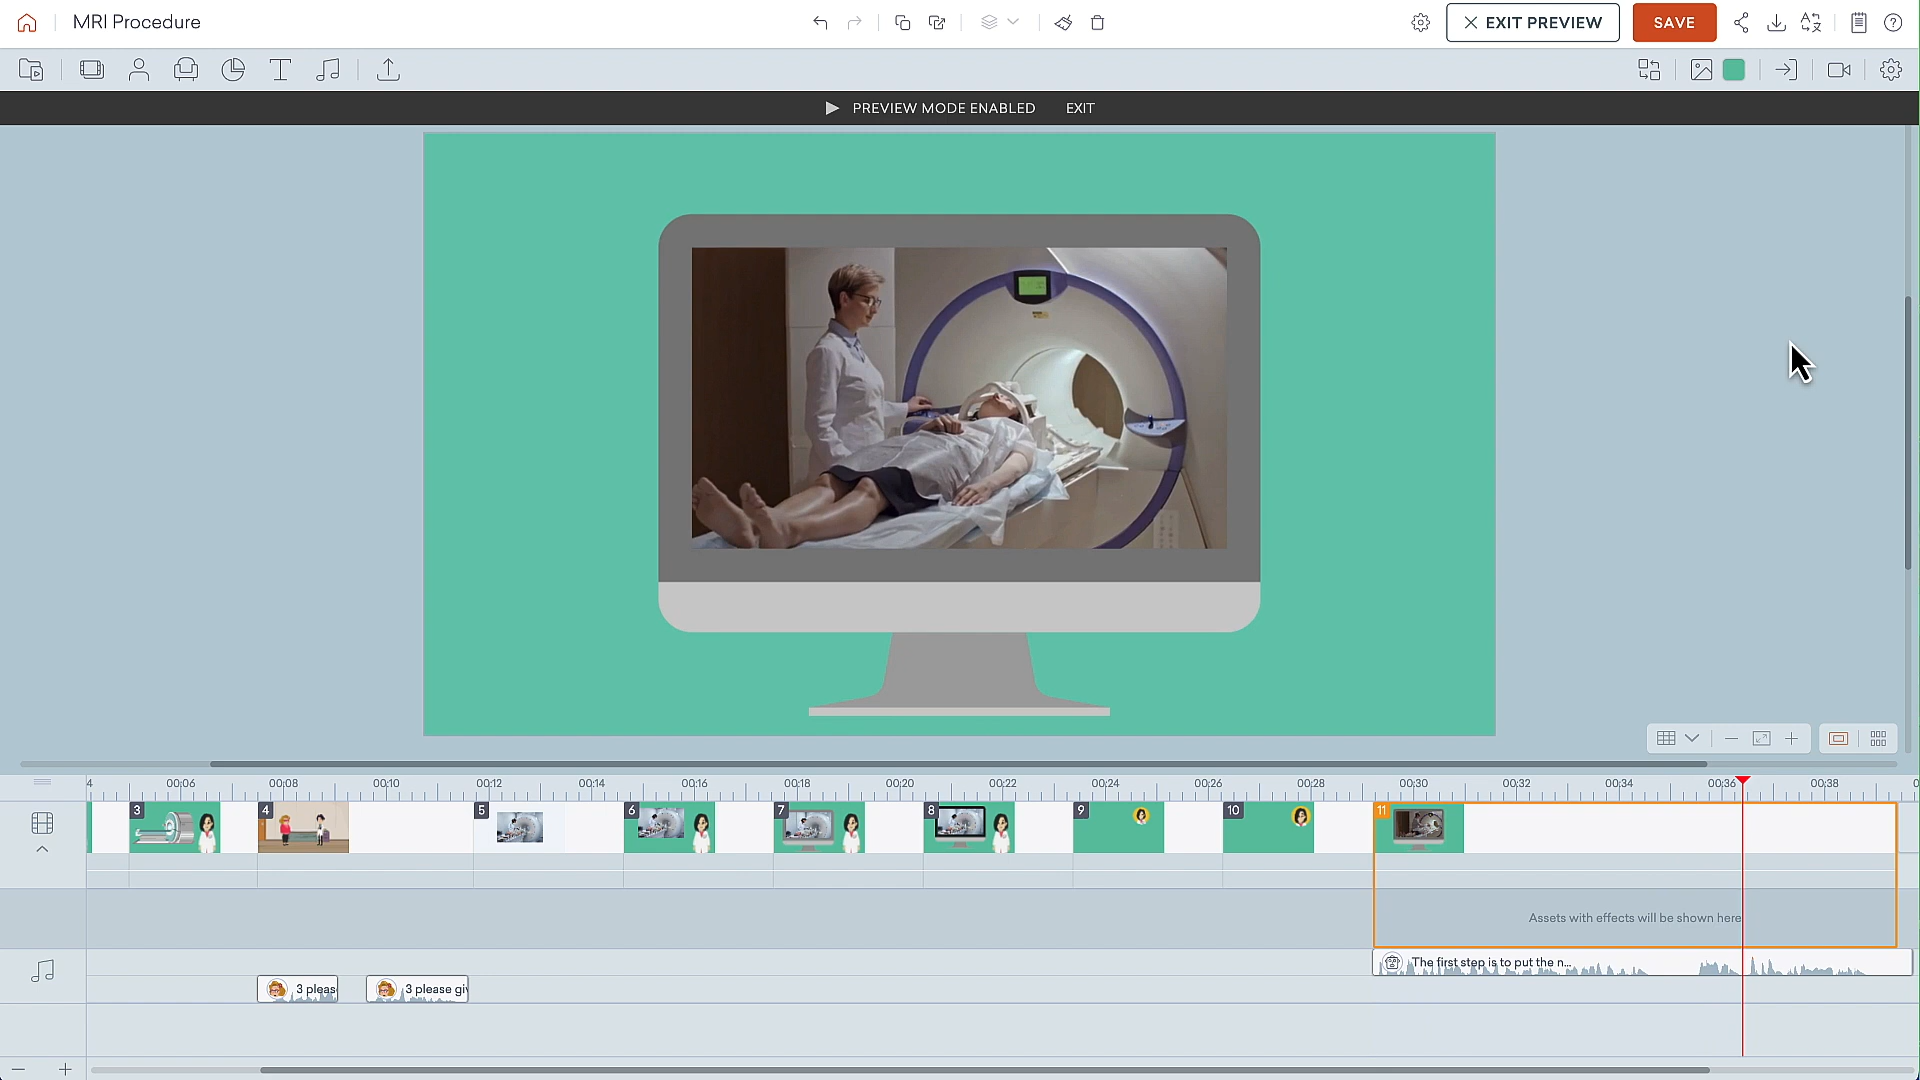 MRI Procedure
EXIT PREVIEW
SAVE
PREVIEW MODE ENABLED EXIT
4 00:06 00:08 00:10 00:12 00:14 00:16 00:18 00:20 00:22 00:24 00:26 00:28 00:30 00:32 00:34 00:36 00:38 0
3 4 5 6 7 8 9 10 11
Assets with effects will be shown here
The first step is to put the n...
3 pleas
3 please giv